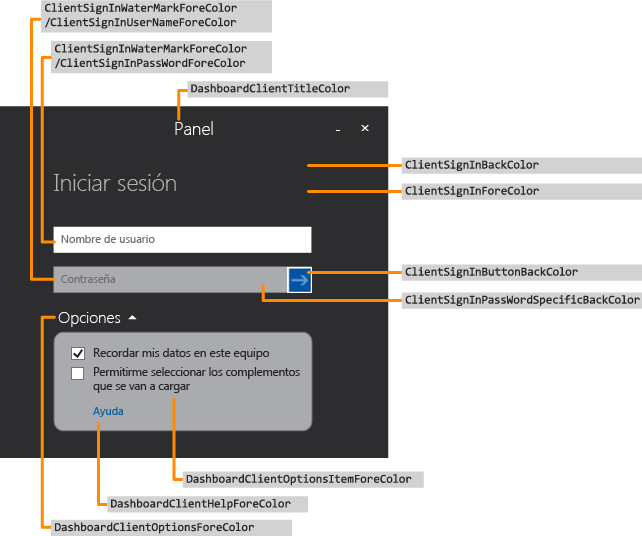 ClientSignInWaterMarkForeColor
/ClientSignInUserNameForeColor
ClientSignInWaterMarkForeColor
/ClientSignInPassWordForeColor
DashboardClientTitleColor
Panel
ClientSignInBackColor
Iniciar sesión
ClientSignInForeColor
Nombre de usuario
Contraseña
ClientSignInButtonBackColor
ClientSignInPassWordSpecificBackColor
Opciones
Recordar mis datos en este equipo
Permitirme seleccionar los complementos
que se van a cargar
Ayuda
DashboardClientOptionsItemForeColor
DashboardClientHelpForeColor
DashboardClientOptionsForeColor